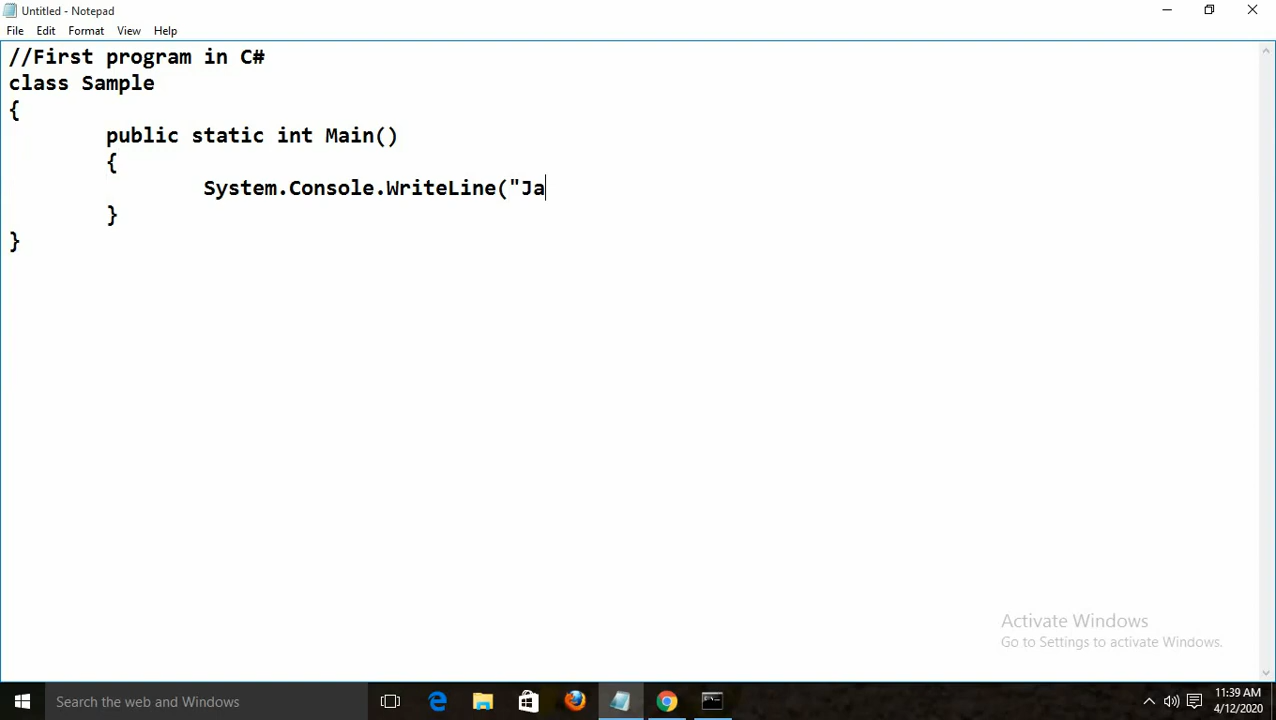 Untitled - Notepad
File Edit Format View Help
//First program in C#
class Sample
{
        public static int Main()
        {
                System.Console.WriteLine("Ja
        }
}
Activate Windows
Go to Settings to activate Windows.
Search the web and Windows
11:39 AM
4/12/2020